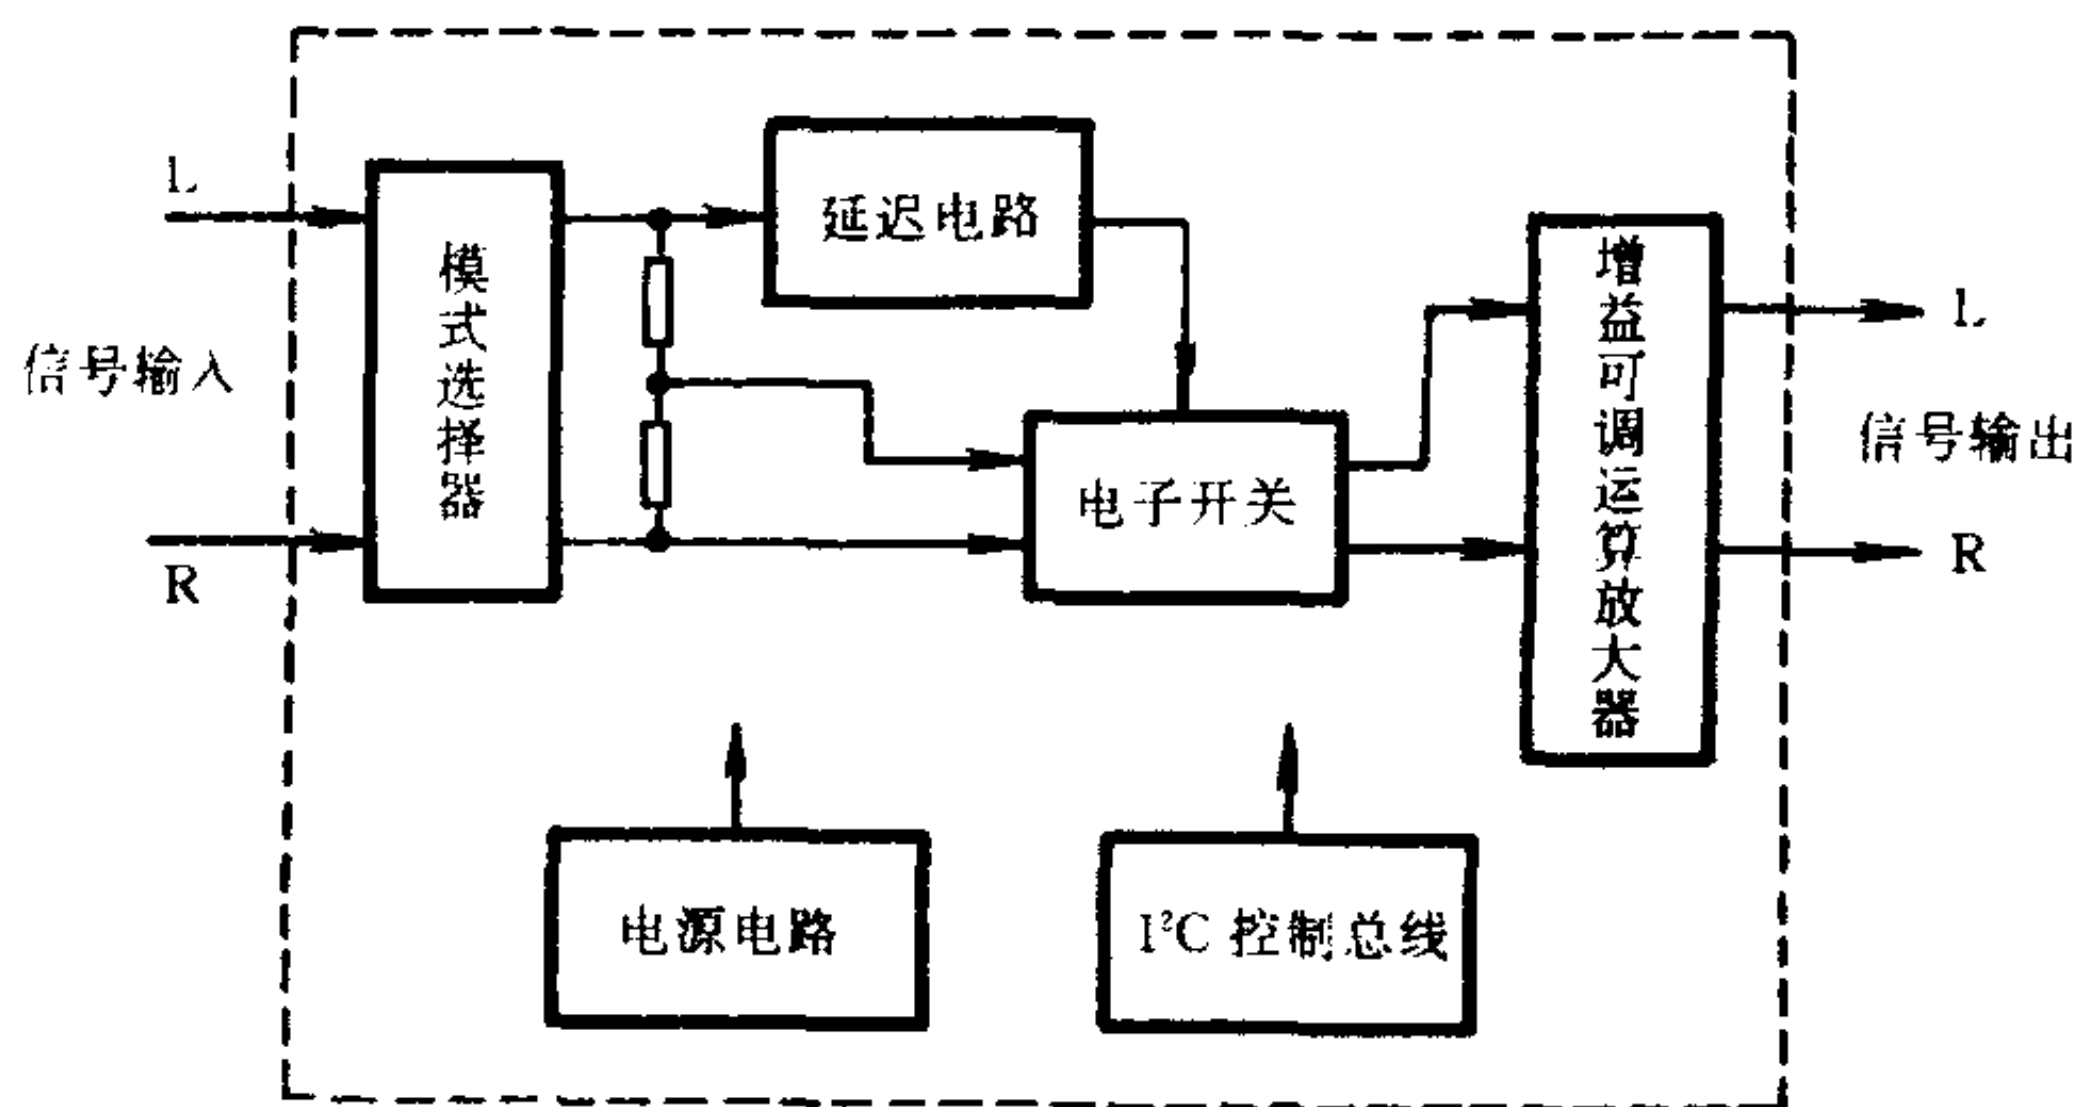 L
延迟电路
模式选择器
增益可调运算放大器
L
信号输入
信号输出
电子开关
R
R
电源电路
I²C 控制总线